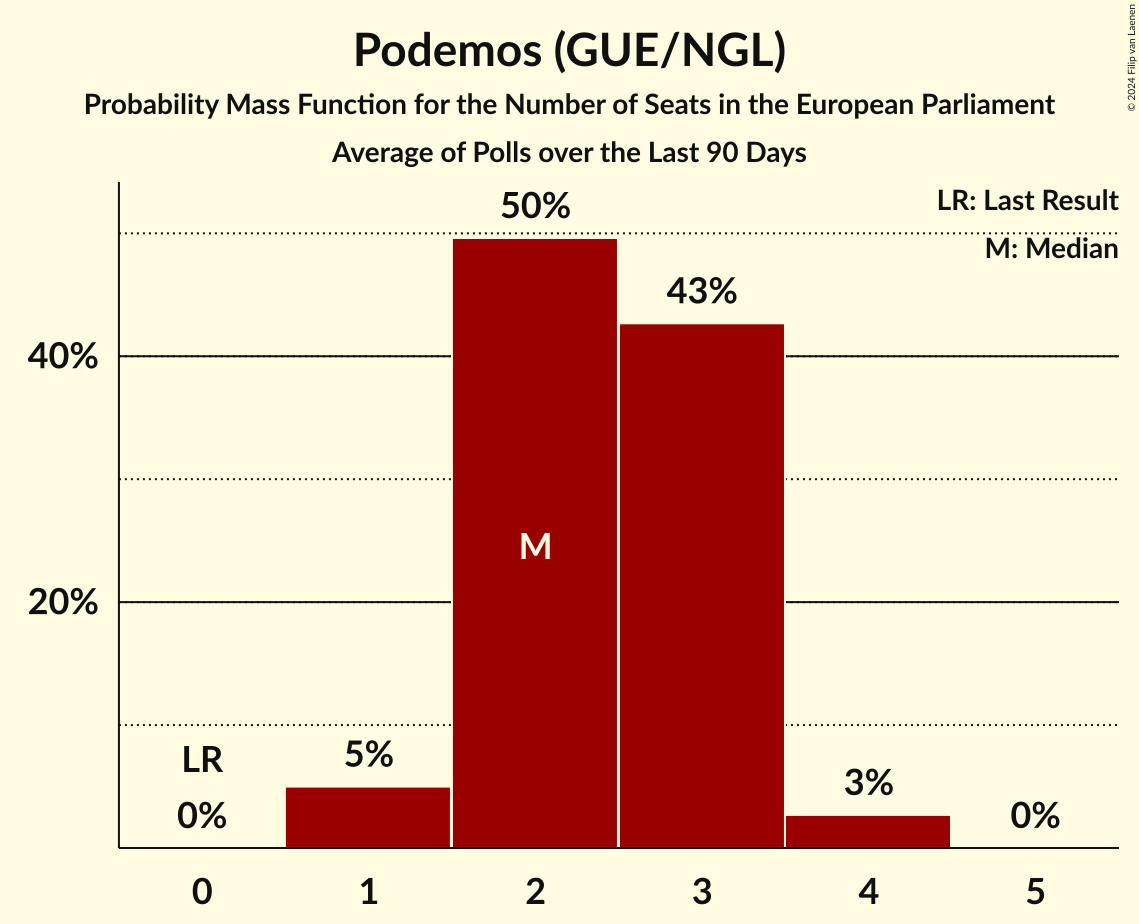 Podemos (GUE/NGL)
Probability Mass Function for the Number of Seats in the European Parliament
Average of Polls over the Last 90 Days
© 2024 Filip van Laenen
LR: Last Result
M: Median
50%
43%
40%
M
20%
LR
5%
3%
0%
0%
0 1 2 3 4 5